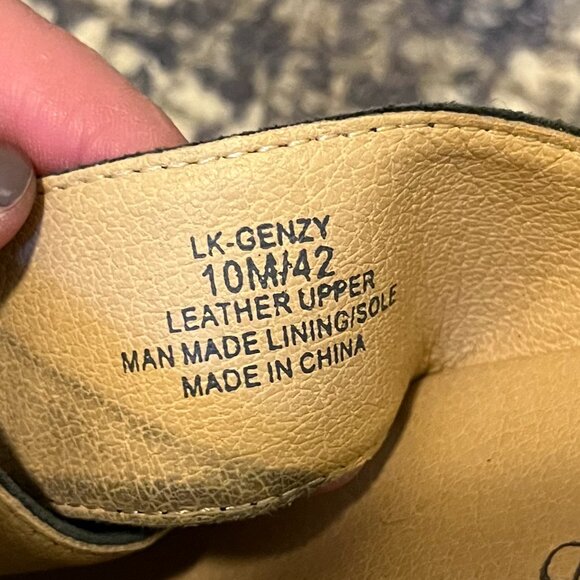 LK-GENZY
10M/42
LEATHER UPPER
MAN MADE LINING/SOLE
MADE IN CHINA